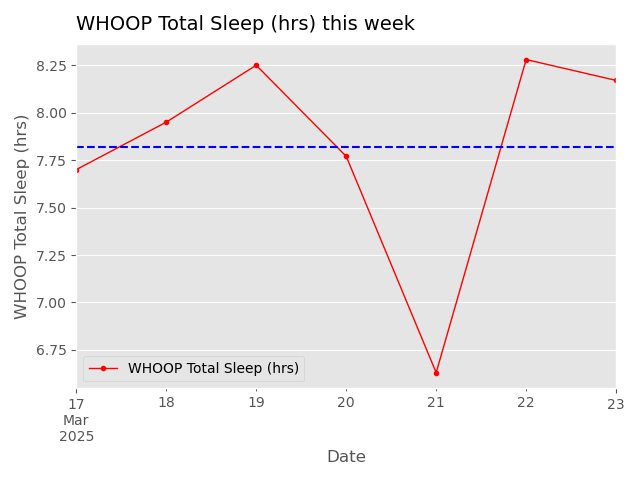 WHOOP Total Sleep (hrs) this week
WHOOP Total Sleep (hrs)
8.25
8.00
7.75
7.50
7.25
7.00
6.75
WHOOP Total Sleep (hrs)
17 18 19 20 21 22 23
Mar
2025
Date